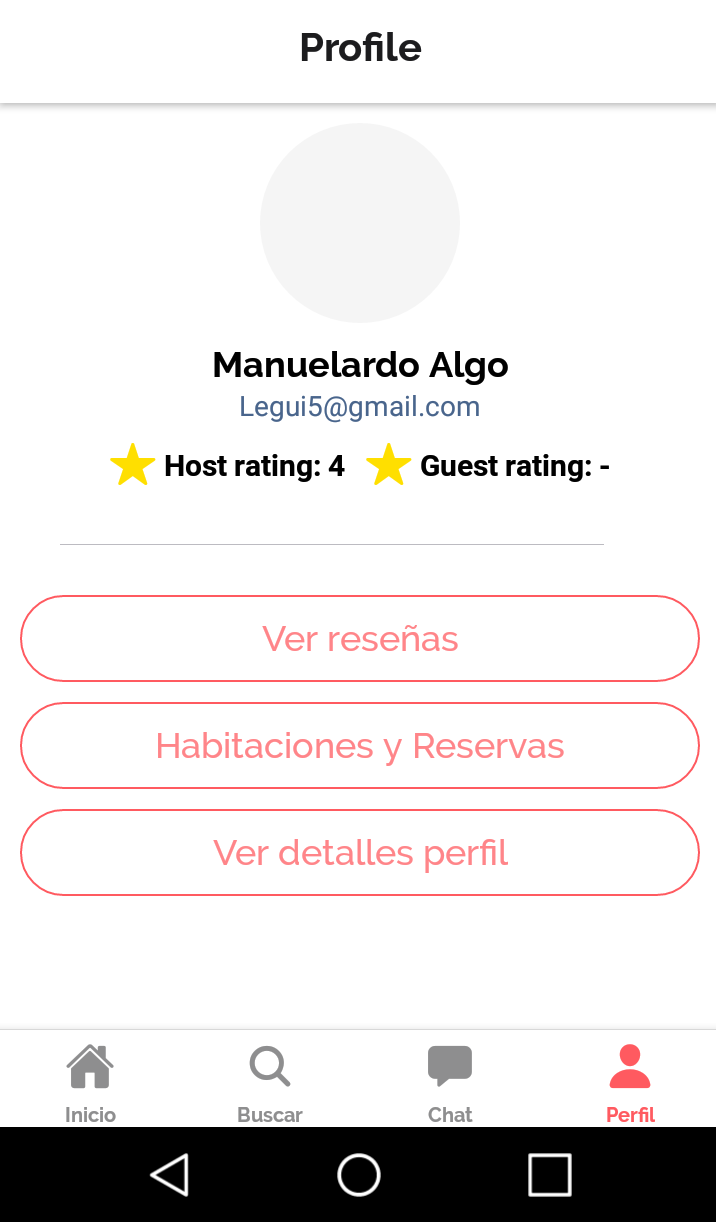 Profile
Manuelardo Algo
Legui5@gmail.com
Host rating: 4 Guest rating: -
Ver reseñas
Habitaciones y Reservas
Ver detalles perfil
Inicio Buscar Chat Perfil